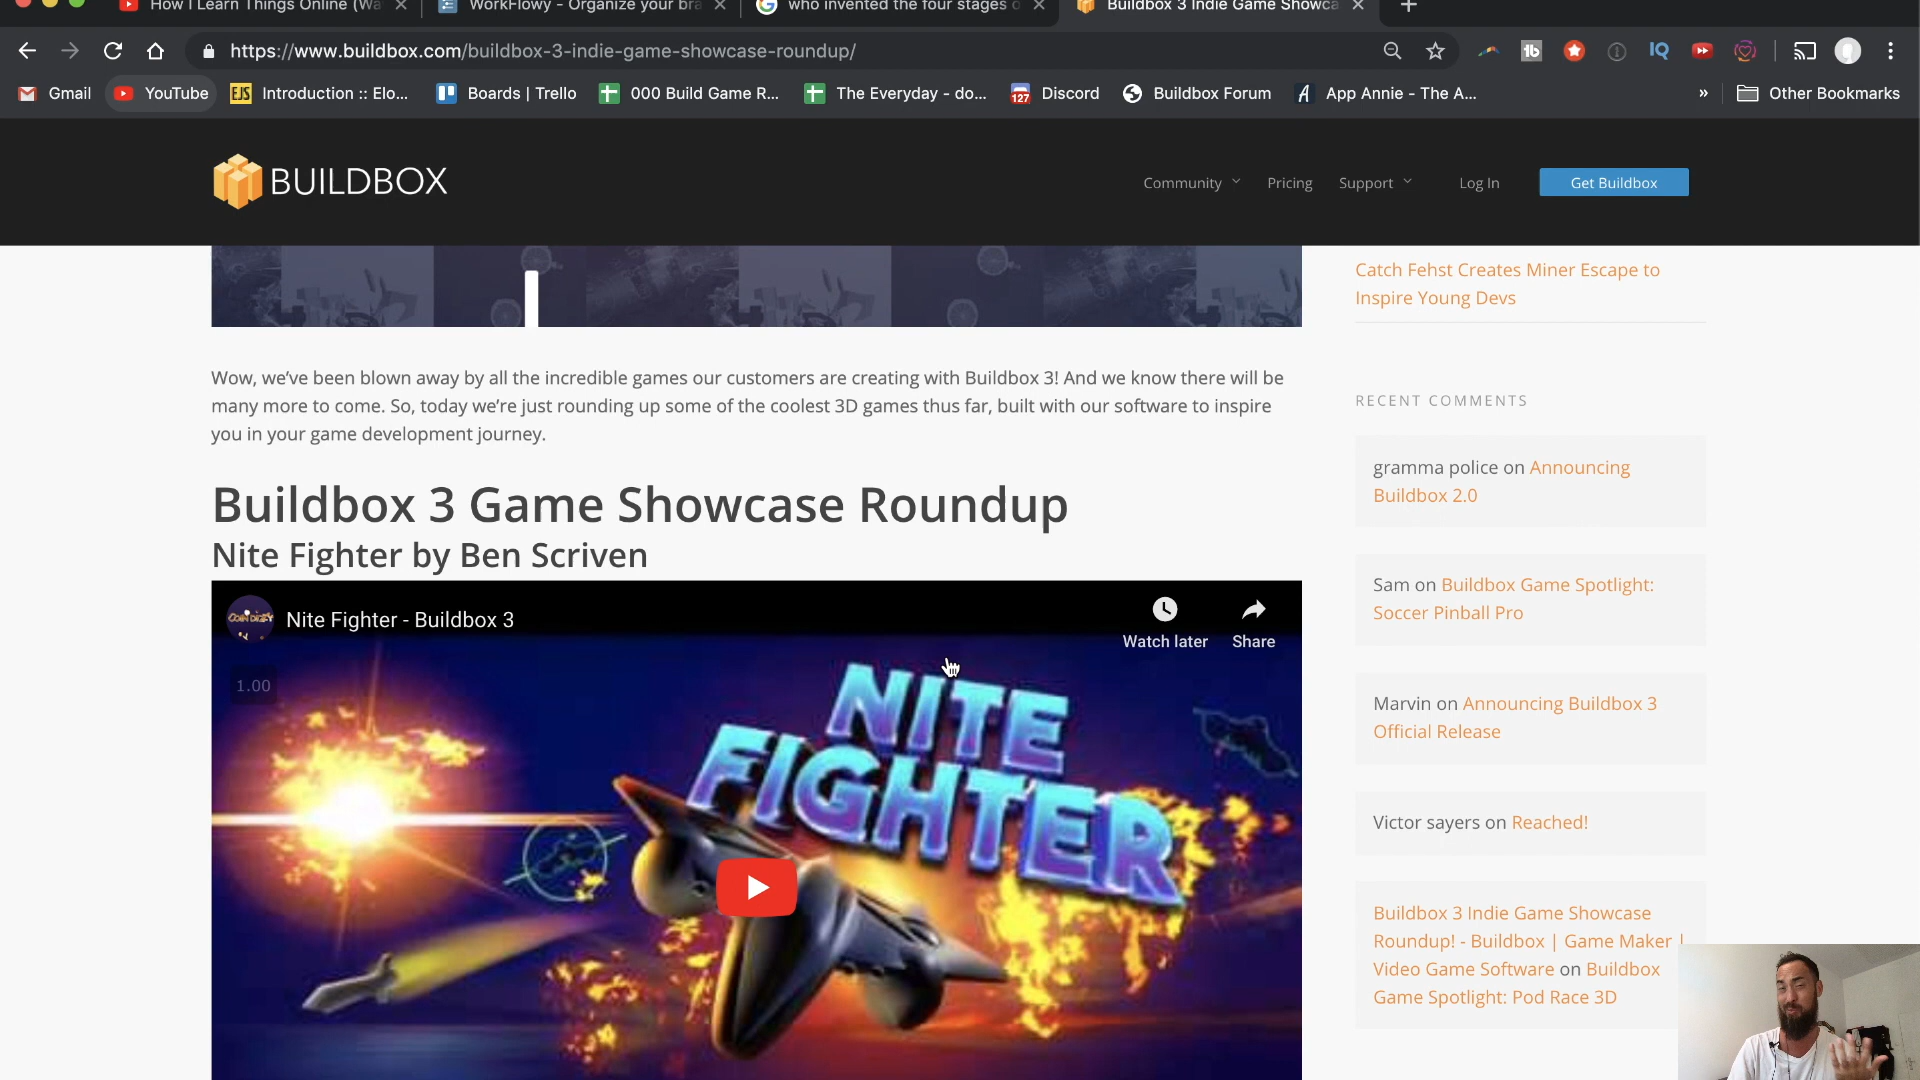 How I Learn Things Online (Wa
WorkFlowy - Organize your bra
who invented the four stages o
Buildbox 3 Indie Game Showca
https://www.buildbox.com/buildbox-3-indie-game-showcase-roundup/
Gmail
YouTube
EJS
Introduction :: Elo...
Boards | Trello
000 Build Game R...
The Everyday - do...
127
Discord
Buildbox Forum
App Annie - The A...
»
Other Bookmarks
BUILDBOX
Community
Pricing
Support
Log In
Get Buildbox
Catch Fehst Creates Miner Escape to
Inspire Young Devs
Wow, we’ve been blown away by all the incredible games our customers are creating with Buildbox 3! And we know there will be
many more to come. So, today we’re just rounding up some of the coolest 3D games thus far, built with our software to inspire
you in your game development journey.
Buildbox 3 Game Showcase Roundup
Nite Fighter by Ben Scriven
Nite Fighter - Buildbox 3
Watch later
Share
1.00
NITE
FIGHTER
RECENT COMMENTS
gramma police on Announcing
Buildbox 2.0
Sam on Buildbox Game Spotlight:
Soccer Pinball Pro
Marvin on Announcing Buildbox 3
Official Release
Victor sayers on Reached!
Buildbox 3 Indie Game Showcase
Roundup! - Buildbox | Game Maker |
Video Game Software on Buildbox
Game Spotlight: Pod Race 3D